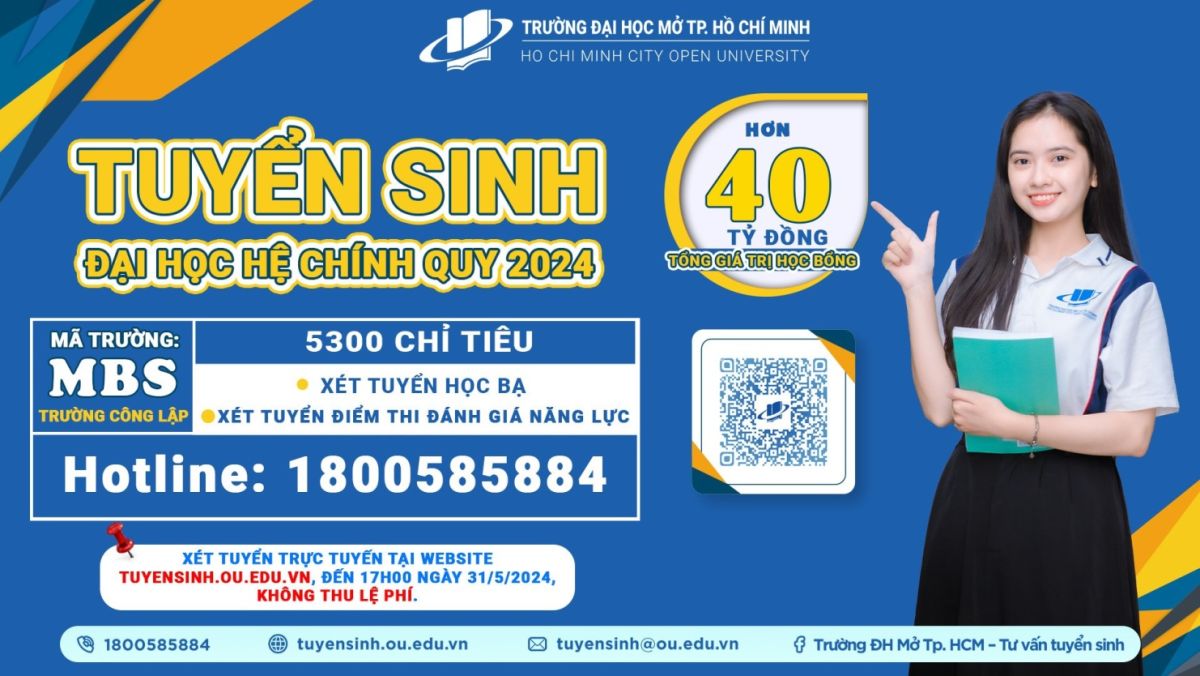 TRƯỜNG ĐẠI HỌC MỞ TP. HỒ CHÍ MINH
HO CHI MINH CITY OPEN UNIVERSITY
TUYỂN SINH
ĐẠI HỌC HỆ CHÍNH QUY 2024
HƠN
40
TỶ ĐỒNG
TỔNG GIÁ TRỊ HỌC BỔNG
MÃ TRƯỜNG:
MBS
TRƯỜNG CÔNG LẬP
5300 CHỈ TIÊU
• XÉT TUYỂN HỌC BẠ
• XÉT TUYỂN ĐIỂM THI ĐÁNH GIÁ NĂNG LỰC
Hotline: 1800585884
XÉT TUYỂN TRỰC TUYẾN TẠI WEBSITE
TUYENSINH.OU.EDU.VN, ĐẾN 17H00 NGÀY 31/5/2024,
KHÔNG THU LỆ PHÍ.
1800585884
tuyensinh.ou.edu.vn
tuyensinh@ou.edu.vn
Trường ĐH Mở Tp. HCM – Tư vấn tuyển sinh